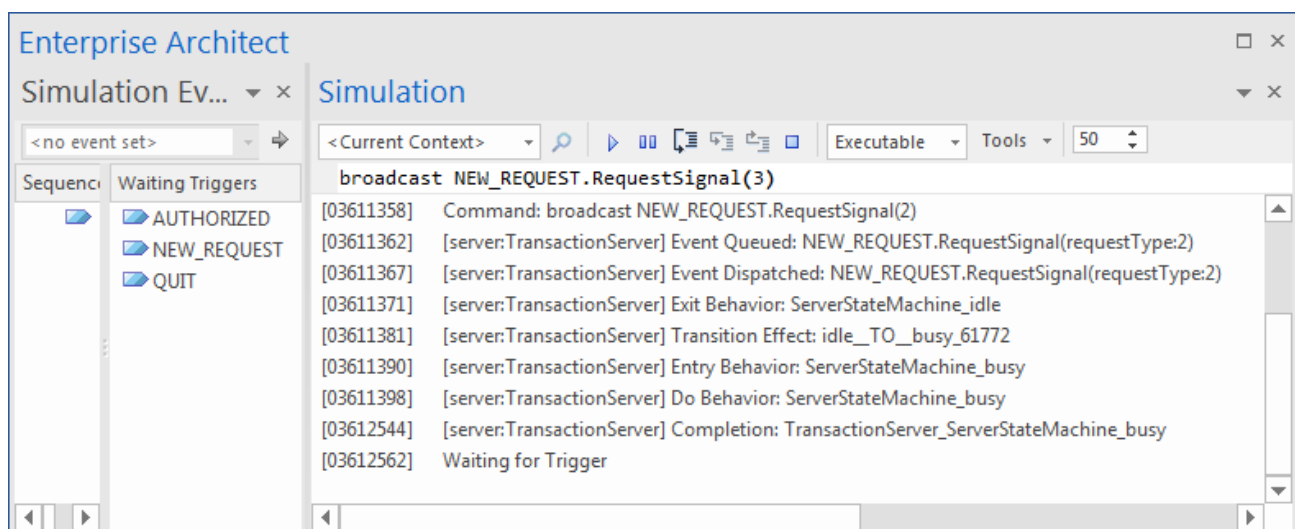 Enterprise Architect
Simulation Ev...
Simulation
<no event set>
<Current Context>
Executable
Tools
50
Sequence
Waiting Triggers
broadcast NEW_REQUEST.RequestSignal(3)
AUTHORIZED
NEW_REQUEST
QUIT
[03611358] Command: broadcast NEW_REQUEST.RequestSignal(2)
[03611362] [server:TransactionServer] Event Queued: NEW_REQUEST.RequestSignal(requestType:2)
[03611367] [server:TransactionServer] Event Dispatched: NEW_REQUEST.RequestSignal(requestType:2)
[03611371] [server:TransactionServer] Exit Behavior: ServerStateMachine_idle
[03611381] [server:TransactionServer] Transition Effect: idle__TO__busy_61772
[03611390] [server:TransactionServer] Entry Behavior: ServerStateMachine_busy
[03611398] [server:TransactionServer] Do Behavior: ServerStateMachine_busy
[03612544] [server:TransactionServer] Completion: TransactionServer_ServerStateMachine_busy
[03612562] Waiting for Trigger